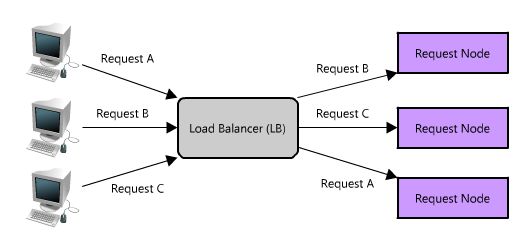 Request A
Request B
Request C
Load Balancer (LB)
Request B
Request C
Request A
Request Node
Request Node
Request Node